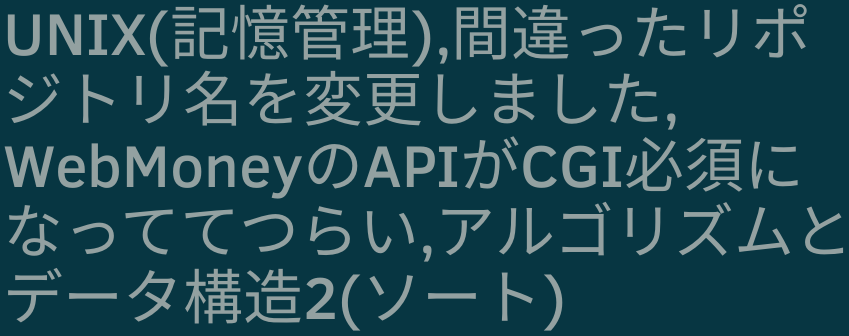 UNIX(記憶管理),間違ったリポ
ジトリ名を変更しました,
WebMoneyのAPIがCGI必須に
なっててつらい,アルゴリズムと
データ構造2(ソート)